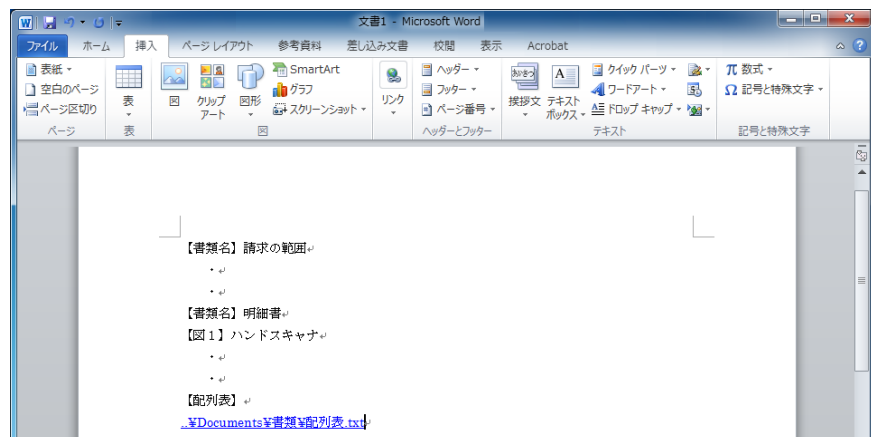 文書1 - Microsoft Word
ファイル ホーム 挿入 ページ レイアウト 参考資料 差し込み文書 校閲 表示 Acrobat
表紙
空白のページ
ページ区切り
ページ
表
表
図
クリップ
アート
図形
SmartArt
グラフ
スクリーンショット
図
リンク
ヘッダー
フッター
ページ番号
ヘッダーとフッター
あいさつ
挨拶文
A
テキスト
ボックス
クイック パーツ
ワードアート
ドロップ キャップ
テキスト
π 数式
Ω 記号と特殊文字
記号と特殊文字
【書類名】請求の範囲
・
・
【書類名】明細書
【図１】ハンドスキャナ
・
・
【配列表】
..¥Documents¥書類¥配列表.txt